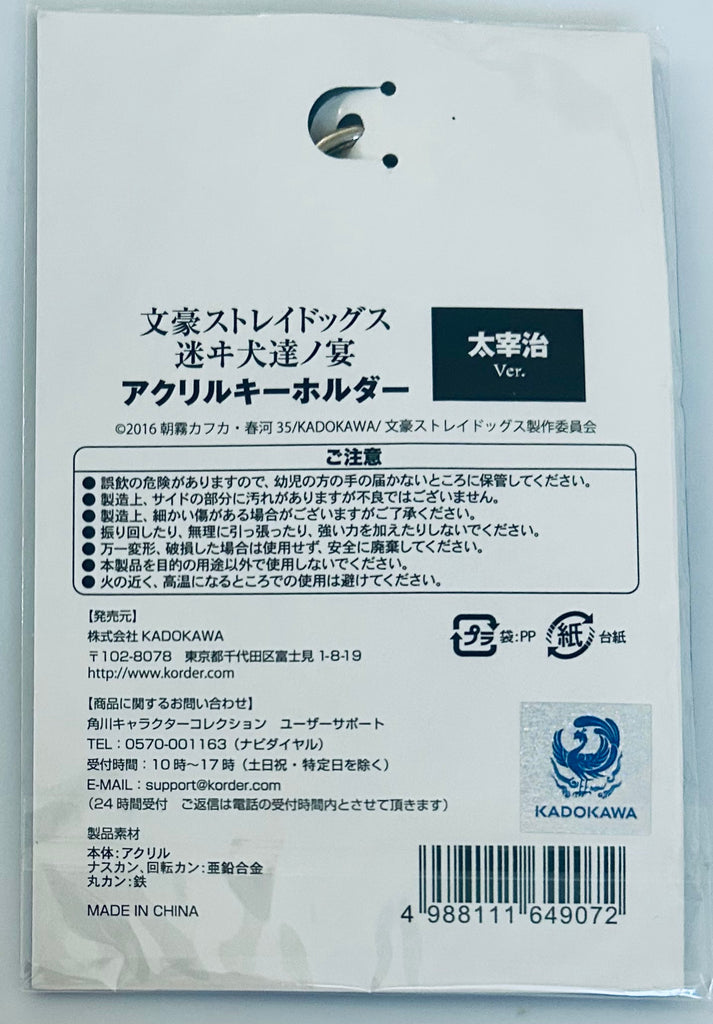 文豪ストレイドッグス
迷ヰ犬達ノ宴
アクリルキーホルダー
太宰治
Ver.
©2016 朝霧カフカ・春河35/KADOKAWA/ 文豪ストレイドッグス製作委員会
ご注意
● 誤飲の危険がありますので、幼児の方の手の届かないところに保管してください。
● 製造上、サイドの部分に汚れがありますが不良ではございません。
● 製造上、細かい傷がある場合がございますがご了承ください。
● 振り回したり、無理に引っ張ったり、強い力を加えたりしないでください。
● 万一変形、破損した場合は使用せず、安全に廃棄してください。
● 本製品を目的の用途以外で使用しないでください。
● 火の近く、高温になるところでの使用は避けてください。
【発売元】
株式会社 KADOKAWA
〒102-8078 東京都千代田区富士見 1-8-19
http://www.korder.com
プラ 袋:PP 紙 台紙
【商品に関するお問い合わせ】
角川キャラクターコレクション ユーザーサポート
TEL:0570-001163(ナビダイヤル)
受付時間:10時〜17時(土日祝・特定日を除く)
E-MAIL:support@korder.com
(24時間受付 ご返信は電話の受付時間内とさせて頂きます)
KADOKAWA
製品素材
本体:アクリル
ナスカン、回転カン:亜鉛合金
丸カン:鉄
MADE IN CHINA
4 988111 649072